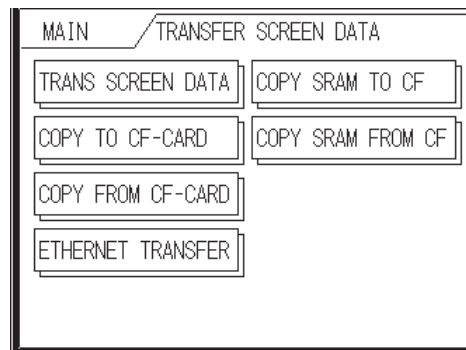 MAIN TRANSFER SCREEN DATA
TRANS SCREEN DATA COPY SRAM TO CF
COPY TO CF-CARD COPY SRAM FROM CF
COPY FROM CF-CARD
ETHERNET TRANSFER